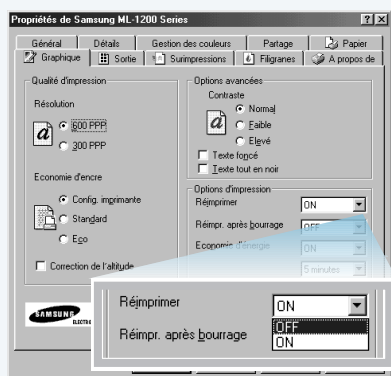 Propriétés de Samsung ML-1200 Series
Général Détails Gestion des couleurs Partage Papier
Graphique Sortie Surimpressions Filigranes A propos de
Qualité d'impression
Résolution
600 PPP
300 PPP
Economie d'encre
Config. imprimante
Standard
Eco
Correction de l'altitude
Options avancées
Contraste
Normal
Faible
Elevé
Texte foncé
Texte tout en noir
Options d'impression
Réimprimer ON
Réimpr. après bourrage OFF
Economie d'énergie ON
5 minutes
SAMSUNG
Réimprimer ON
OFF
Réimpr. après bourrage ON